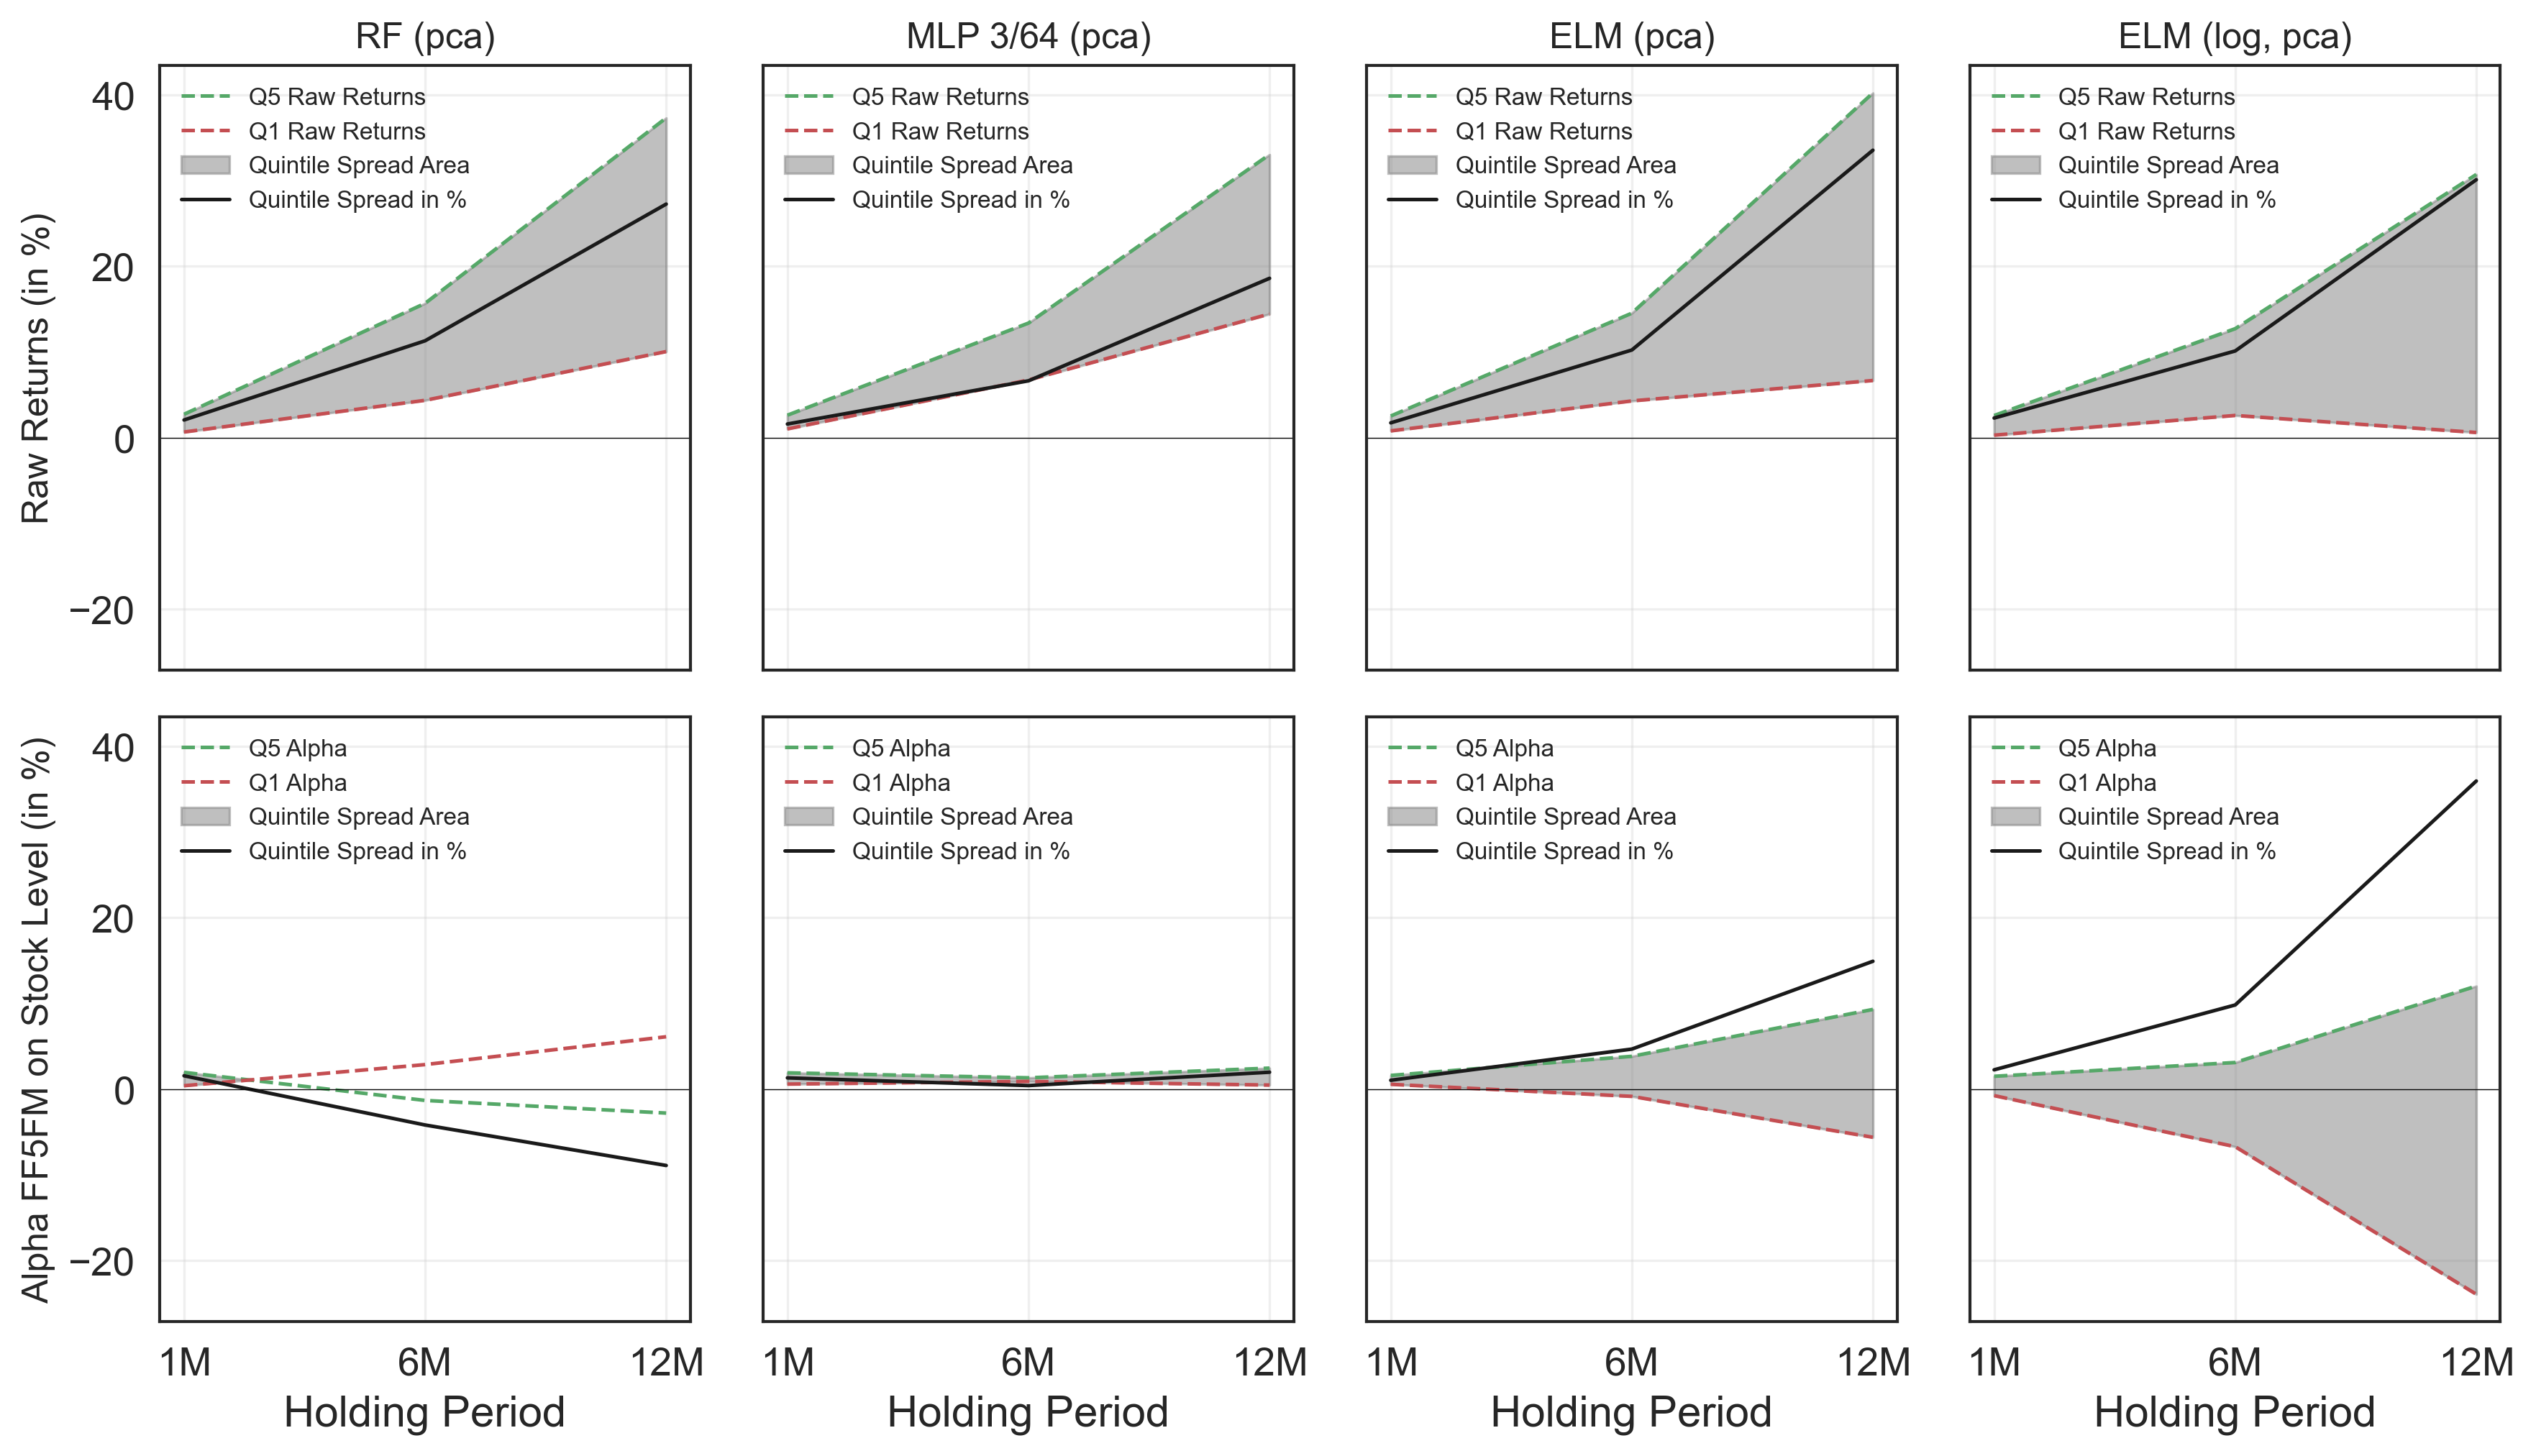 RF (pca)
MLP 3/64 (pca)
ELM (pca)
ELM (log, pca)
Raw Returns (in %)
40
20
0
−20
Q5 Raw Returns
Q1 Raw Returns
Quintile Spread Area
Quintile Spread in %
Q5 Raw Returns
Q1 Raw Returns
Quintile Spread Area
Quintile Spread in %
Q5 Raw Returns
Q1 Raw Returns
Quintile Spread Area
Quintile Spread in %
Q5 Raw Returns
Q1 Raw Returns
Quintile Spread Area
Quintile Spread in %
Alpha FF5FM on Stock Level (in %)
40
20
0
−20
Q5 Alpha
Q1 Alpha
Quintile Spread Area
Quintile Spread in %
Q5 Alpha
Q1 Alpha
Quintile Spread Area
Quintile Spread in %
Q5 Alpha
Q1 Alpha
Quintile Spread Area
Quintile Spread in %
Q5 Alpha
Q1 Alpha
Quintile Spread Area
Quintile Spread in %
1M 6M 12M
Holding Period
1M 6M 12M
Holding Period
1M 6M 12M
Holding Period
1M 6M 12M
Holding Period